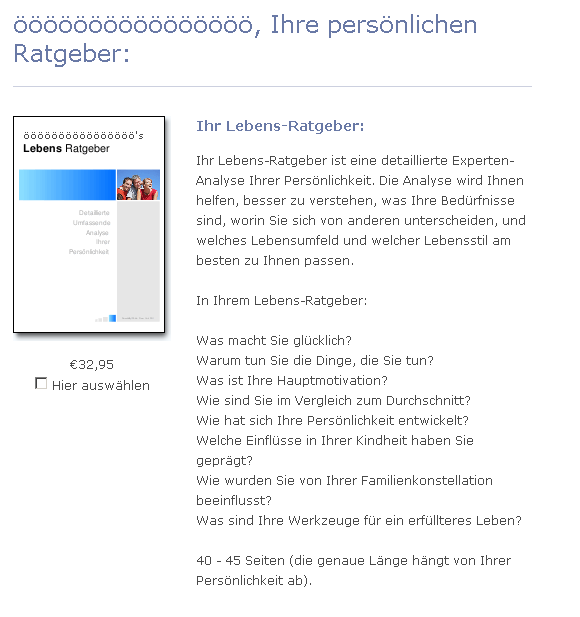 öööööööööööööööö, Ihre persönlichen
Ratgeber:
öööööööööööööööö's
Lebens Ratgeber
Detaillierte
Umfassende
Analyse
Ihrer
Persönlichkeit
€32,95
Hier auswählen
Ihr Lebens-Ratgeber:
Ihr Lebens-Ratgeber ist eine detaillierte Experten-
Analyse Ihrer Persönlichkeit. Die Analyse wird Ihnen
helfen, besser zu verstehen, was Ihre Bedürfnisse
sind, worin Sie sich von anderen unterscheiden, und
welches Lebensumfeld und welcher Lebensstil am
besten zu Ihnen passen.
In Ihrem Lebens-Ratgeber:
Was macht Sie glücklich?
Warum tun Sie die Dinge, die Sie tun?
Was ist Ihre Hauptmotivation?
Wie sind Sie im Vergleich zum Durchschnitt?
Wie hat sich Ihre Persönlichkeit entwickelt?
Welche Einflüsse in Ihrer Kindheit haben Sie
geprägt?
Wie wurden Sie von Ihrer Familienkonstellation
beeinflusst?
Was sind Ihre Werkzeuge für ein erfüllteres Leben?
40 - 45 Seiten (die genaue Länge hängt von Ihrer
Persönlichkeit ab).